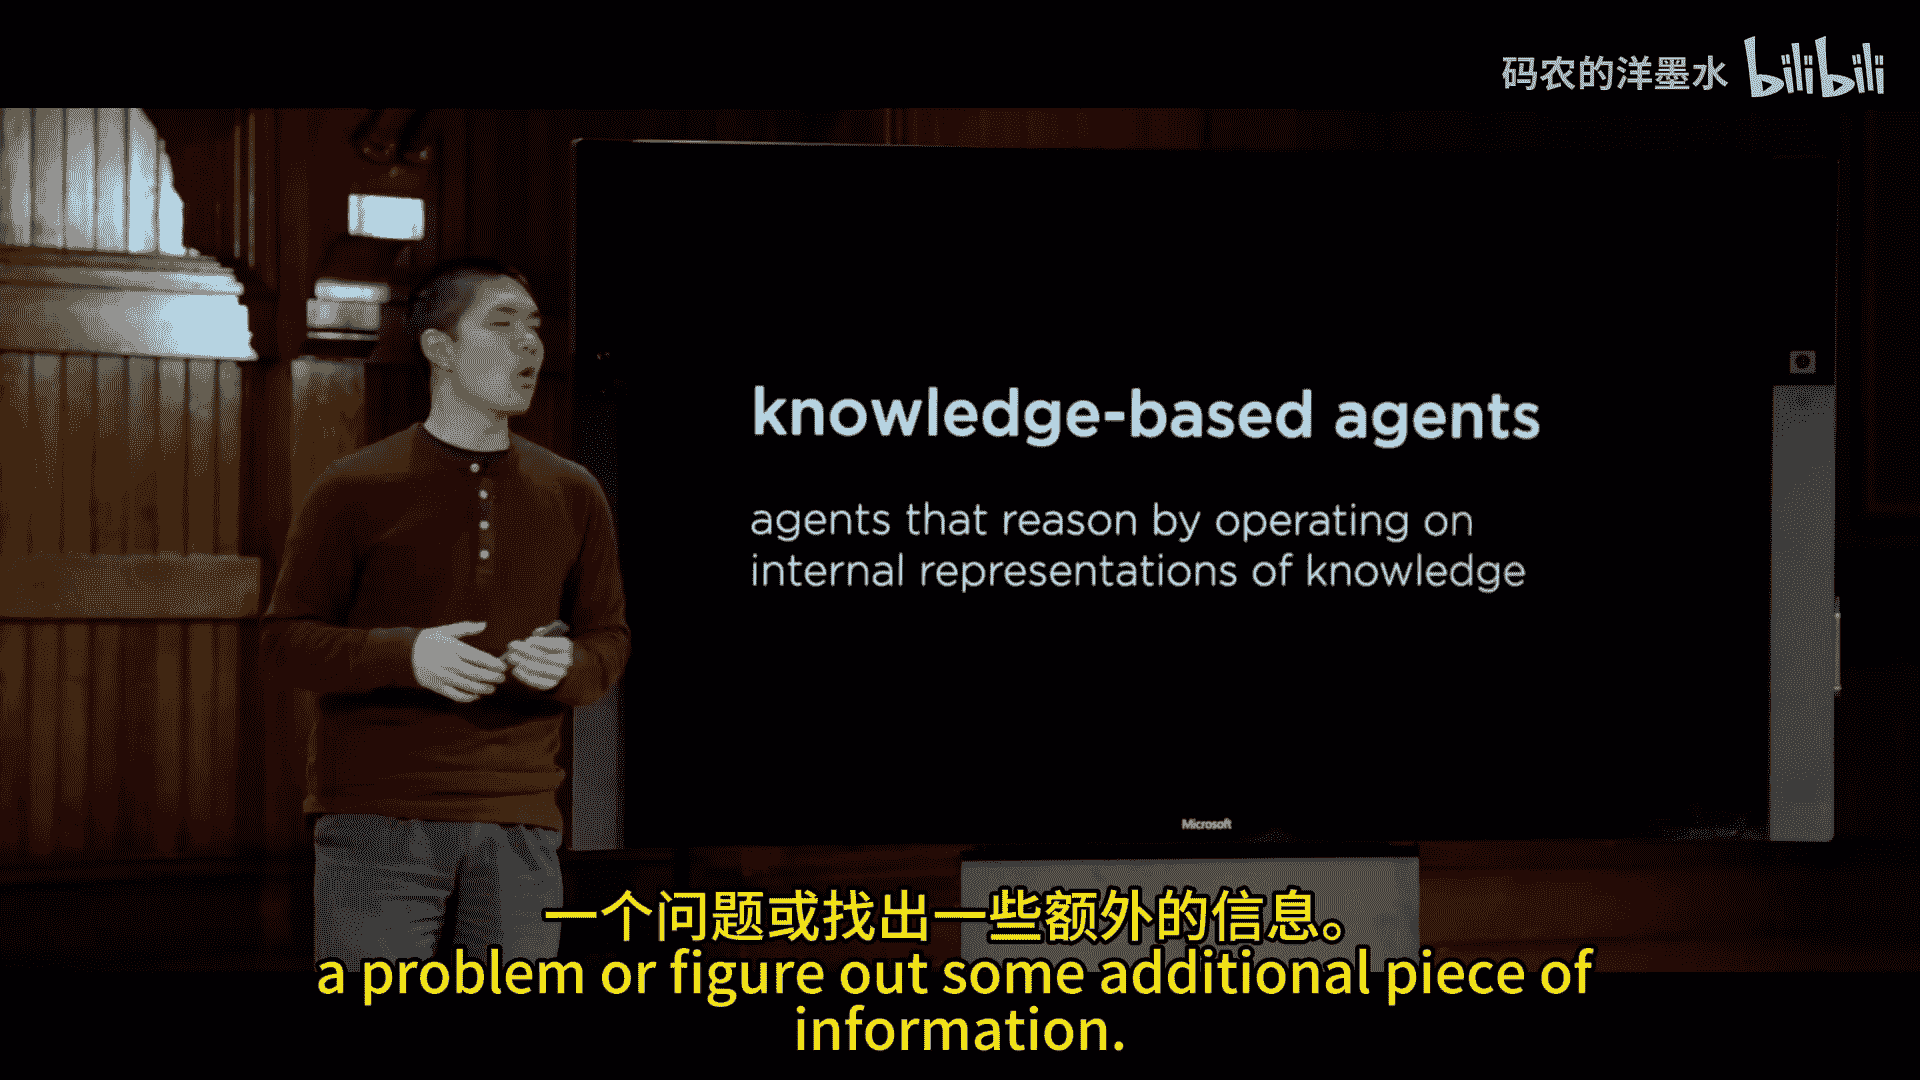 码农的洋墨水 bilibili
knowledge-based agents
agents that reason by operating on
internal representations of knowledge
Microsoft
一个问题或找出一些额外的信息。
a problem or figure out some additional piece of
information.